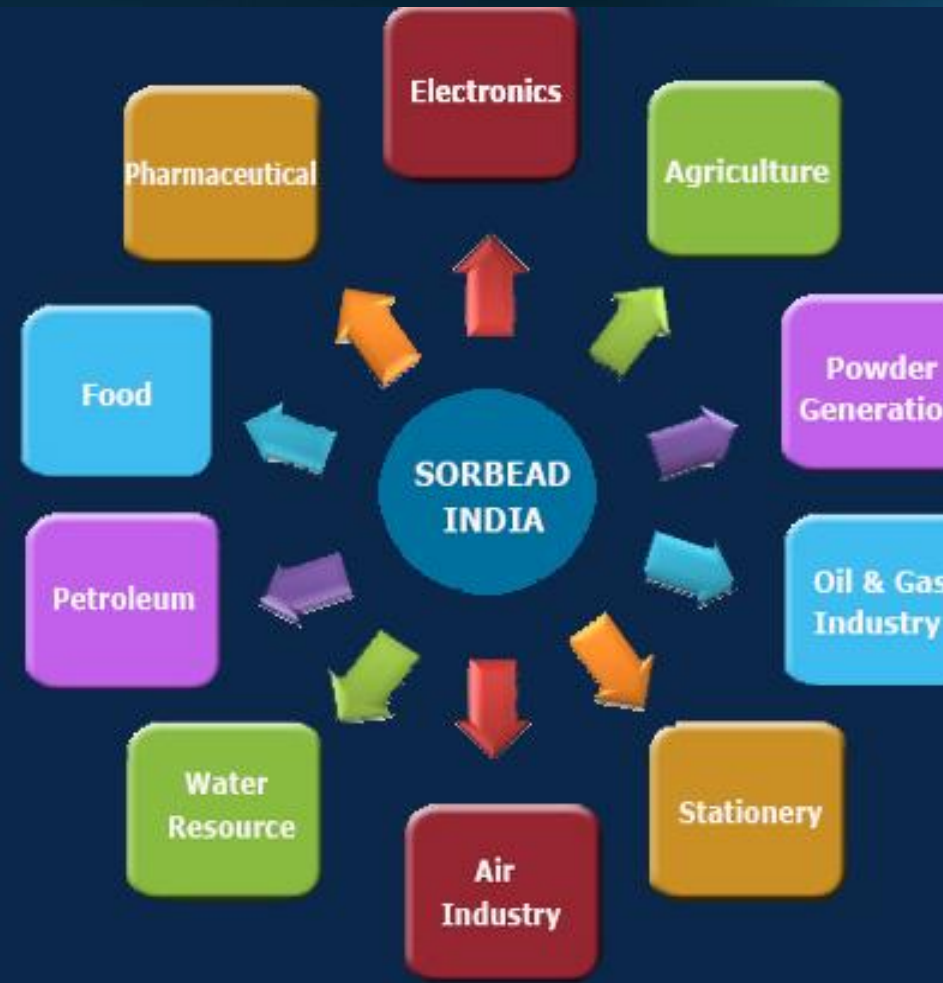 Electronics
Pharmaceutical
Agriculture
Food
Powder
Generatio
SORBEAD
INDIA
Petroleum
Oil & Gas
Industry
Water
Resource
Stationery
Air
Industry